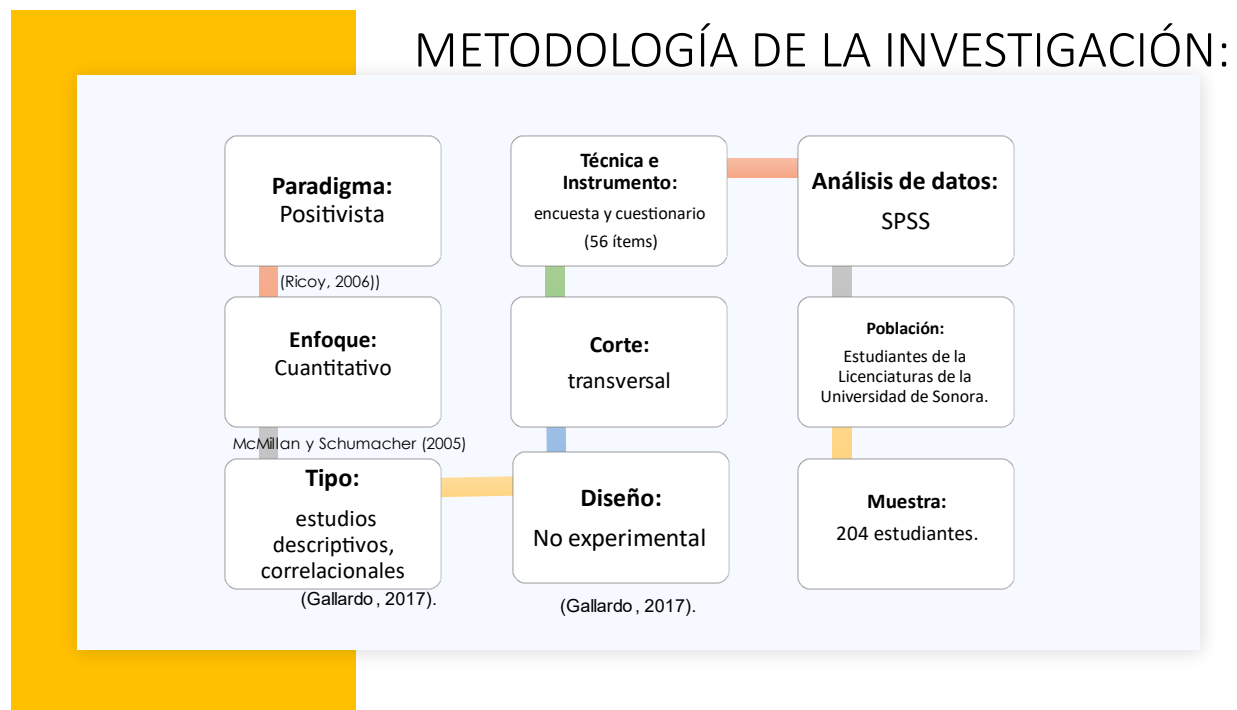 METODOLOGÍA DE LA INVESTIGACIÓN:
Paradigma:
Positivista
(Ricoy, 2006))
Enfoque:
Cuantitativo
McMillan y Schumacher (2005)
Tipo:
estudios
descriptivos,
correlacionales
(Gallardo, 2017).
Diseño:
No experimental
(Gallardo, 2017).
Corte:
transversal
Técnica e
Instrumento:
encuesta y cuestionario
(56 ítems)
Análisis de datos:
SPSS
Población:
Estudiantes de la
Licenciaturas de la
Universidad de Sonora.
Muestra:
204 estudiantes.